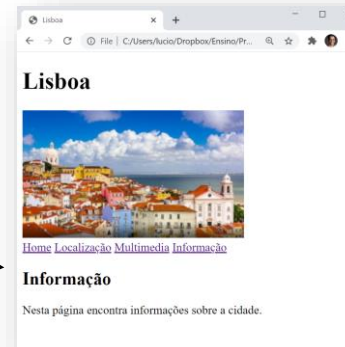 Lisboa
File | C:/Users/lucio/Dropbox/Ensino/Pr...
Lisboa
Home Localização Multimedia Informação
Informação
Nesta página encontra informações sobre a cidade.